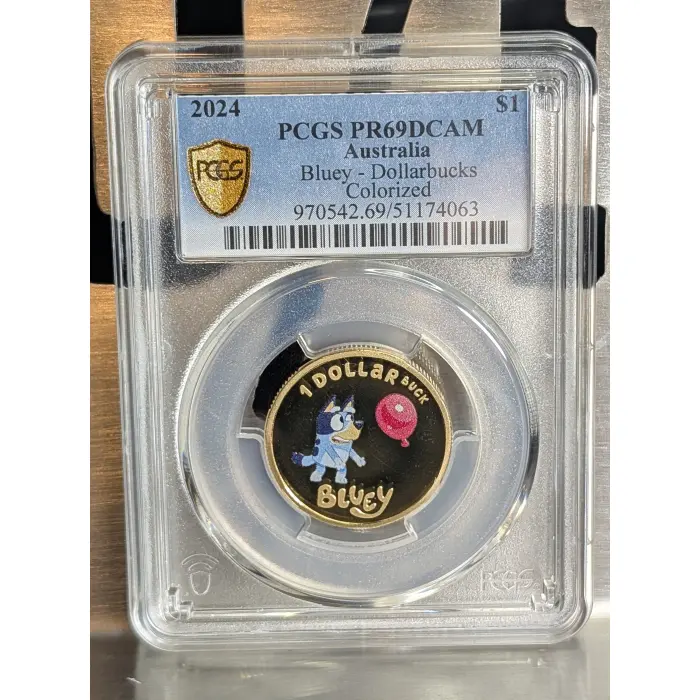 2024 $1
PCGS PR69DCAM
Australia
Bluey - Dollarbucks
Colorized
970542.69/51174063
PCGS
1 DOLLAR BUCK
BLUEY
PCGS